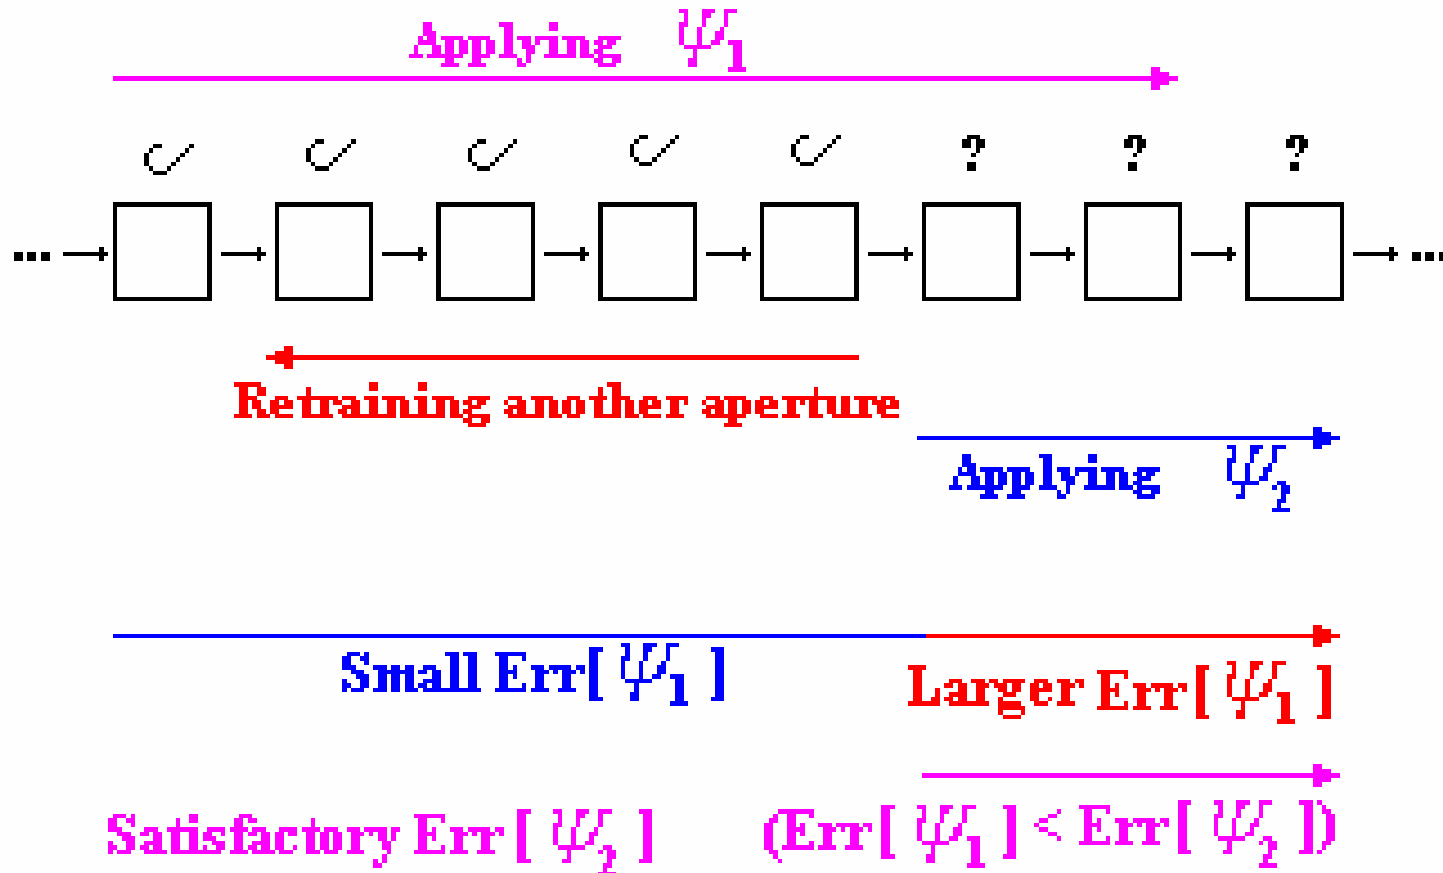 Applying Ψ1
✓ ✓ ✓ ✓ ✓ ? ? ?
... → → → → → → → → → ...
Retraining another aperture
Applying Ψ2
Small Err[ Ψ1 ]
Larger Err[ Ψ1 ]
Satisfactory Err[ Ψ2 ] (Err[ Ψ1 ] < Err[ Ψ2 ])